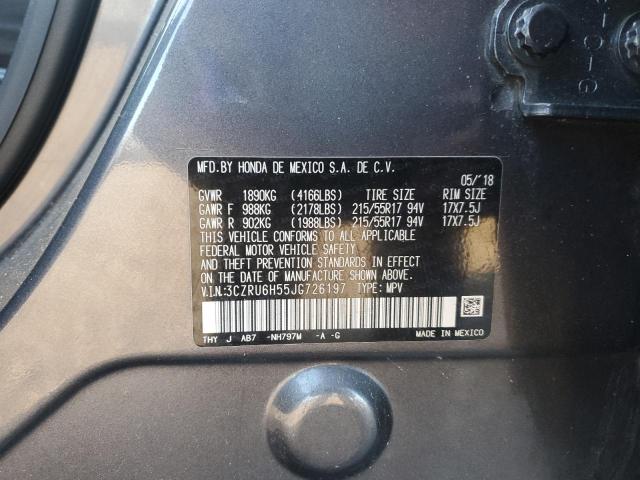 MFD.BY HONDA DE MEXICO S.A. DE C.V.
05/'18
GVWR 1890KG (4166LBS) TIRE SIZE RIM SIZE
GAWR F 988KG (2178LBS) 215/55R17 94V 17X7.5J
GAWR R 902KG (1988LBS) 215/55R17 94V 17X7.5J
THIS VEHICLE CONFORMS TO ALL APPLICABLE
FEDERAL MOTOR VEHICLE SAFETY
AND THEFT PREVENTION STANDARDS IN EFFECT
ON THE DATE OF MANUFACTURE SHOWN ABOVE.
V.I.N.:3CZRU6H55JG726197 TYPE: MPV
THY J AB7 -NH797M -A -G MADE IN MEXICO